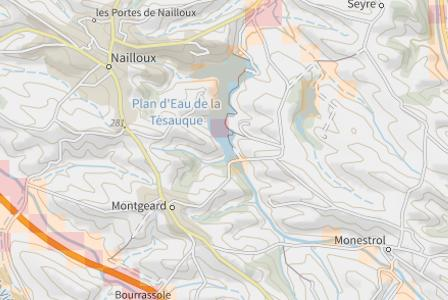 Seyre
les Portes de Nailloux
Nailloux
Plan d'Eau de la
Tésauque
281
Montgeard
Monestrol
Bourrassole